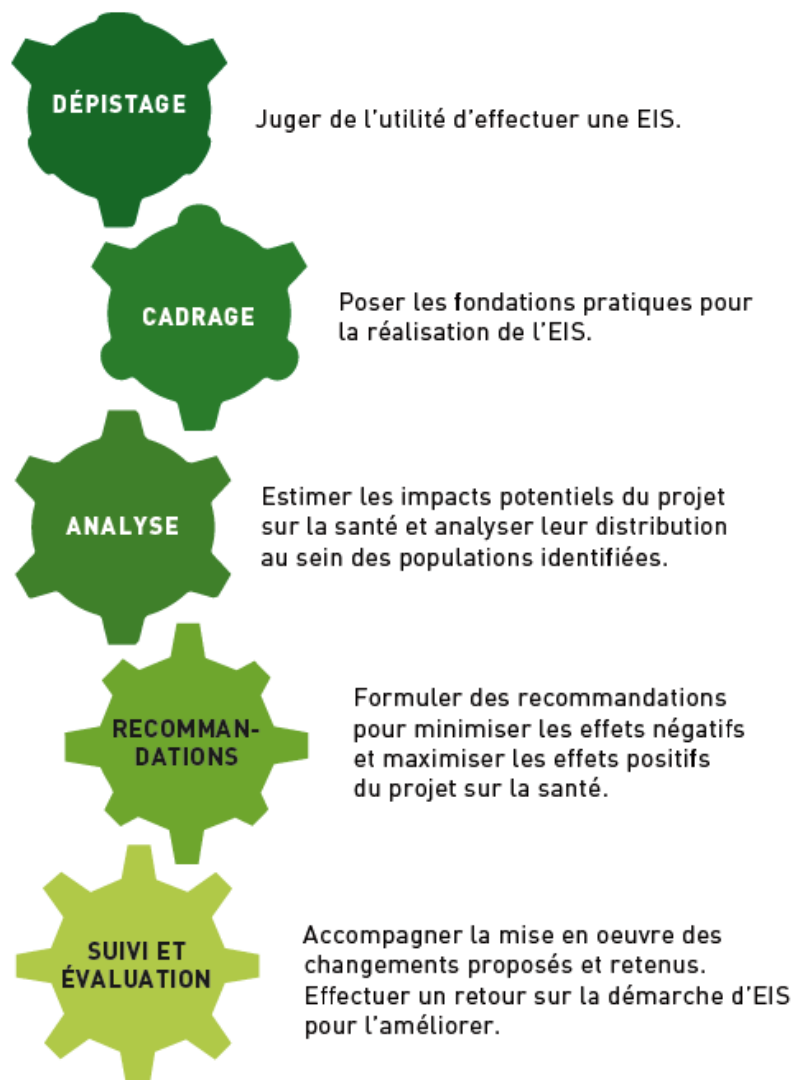 DÉPISTAGE
Juger de l'utilité d'effectuer une EIS.
CADRAGE
Poser les fondations pratiques pour
la réalisation de l'EIS.
ANALYSE
Estimer les impacts potentiels du projet
sur la santé et analyser leur distribution
au sein des populations identifiées.
RECOMMAN-
DATIONS
Formuler des recommandations
pour minimiser les effets négatifs
et maximiser les effets positifs
du projet sur la santé.
SUIVI ET
ÉVALUATION
Accompagner la mise en oeuvre des
changements proposés et retenus.
Effectuer un retour sur la démarche d'EIS
pour l'améliorer.